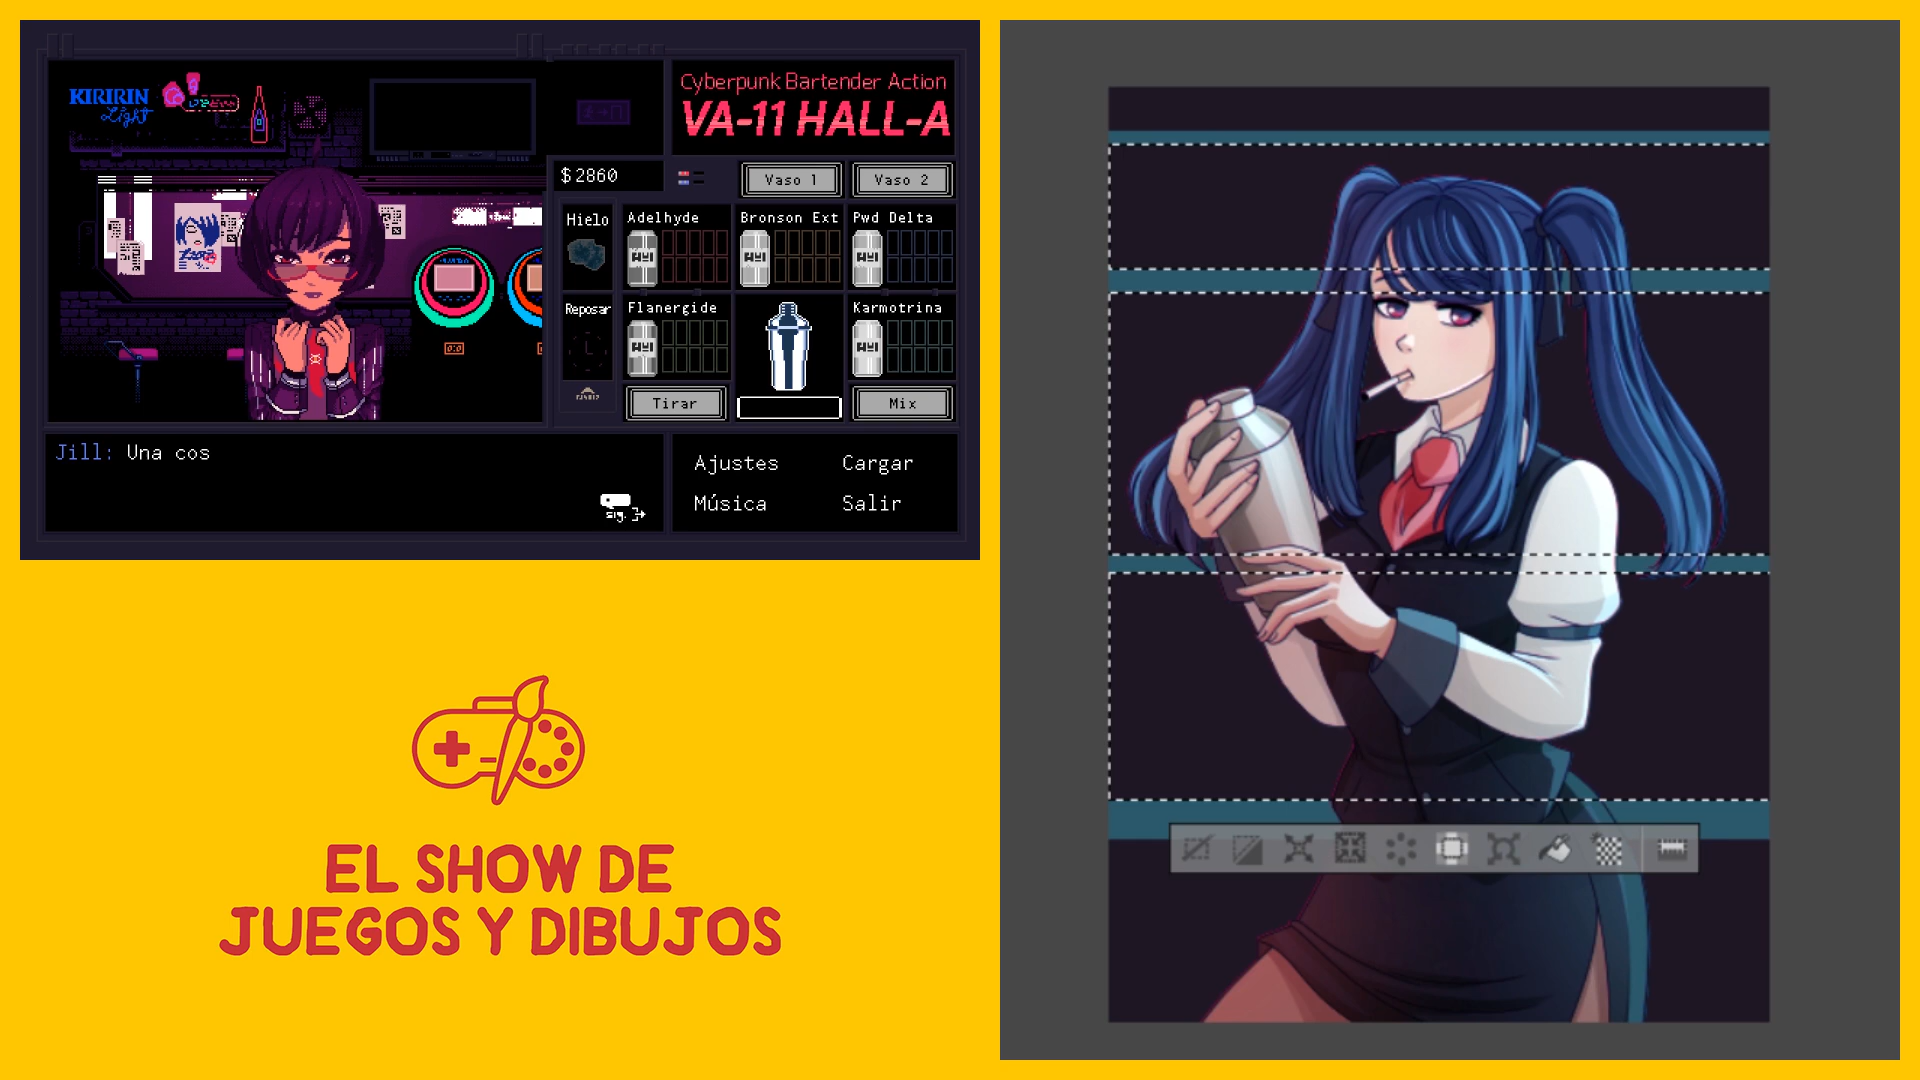 KIRIRIN
Light
Cyberpunk Bartender Action
VA-11 HALL-A
$ 2860
Vaso 1
Vaso 2
Hielo
Adelhyde
Bronson Ext
Pwd Delta
Reposar
Flanergide
Karmotrina
Tirar
Mix
Jill: Una cos
sig.
Ajustes
Cargar
Música
Salir
EL SHOW DE
JUEGOS Y DIBUJOS